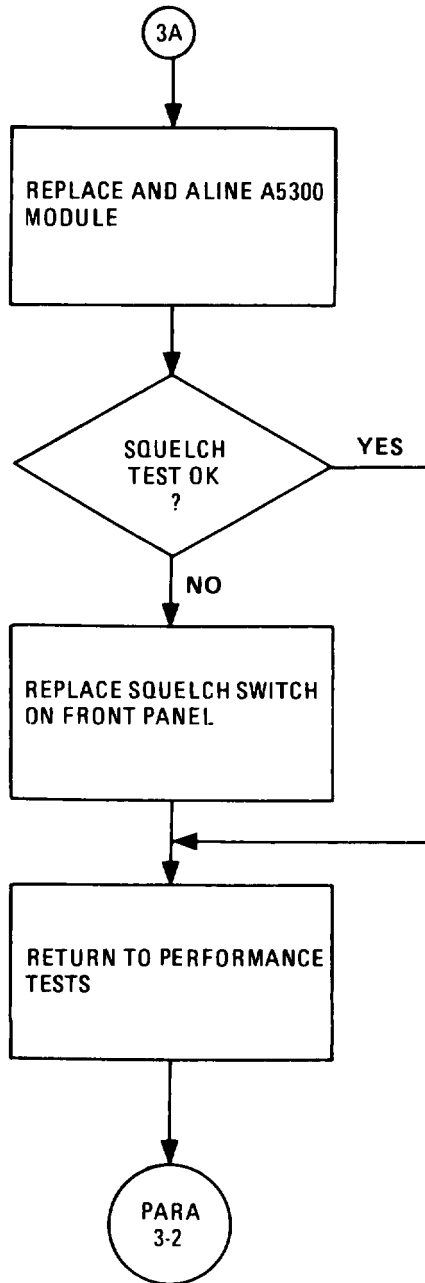 3A
REPLACE AND ALINE A5300
MODULE
SQUELCH
TEST OK
?
YES
NO
REPLACE SQUELCH SWITCH
ON FRONT PANEL
RETURN TO PERFORMANCE
TESTS
PARA
3-2